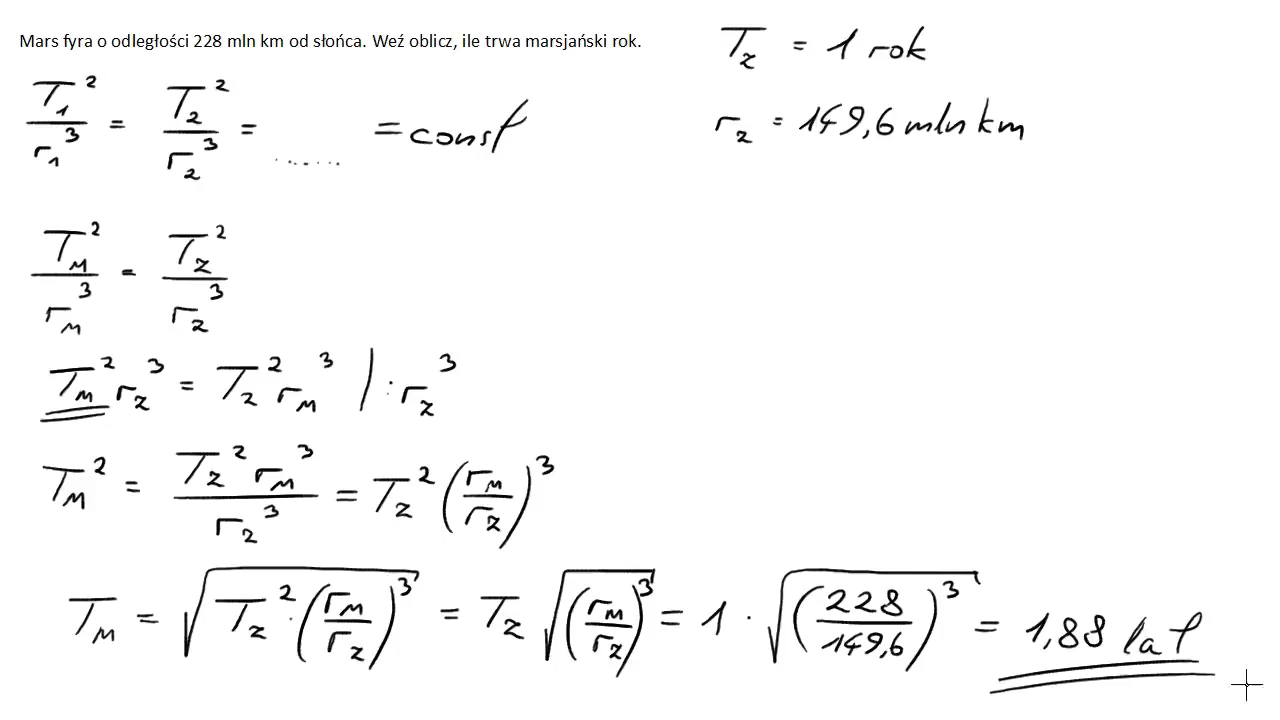 Mars fyra o odległości 228 mln km od słońca. Weź oblicz, ile trwa marsjański rok.
T_z = 1 rok
r_z = 149,6 mln km
T_1^2/r_1^3 = T_2^2/r_2^3 = ....... = const
T_M^2/r_M^3 = T_z^2/r_z^3
T_M^2 r_z^3 = T_z^2 r_M^3 | : r_z^3
T_M^2 = T_z^2 r_M^3/r_z^3 = T_z^2 (r_M/r_z)^3
T_M = √(T_z^2 · (r_M/r_z)^3) = T_z √((r_M/r_z)^3) = 1 · √((228/149,6)^3) = 1,88 lat